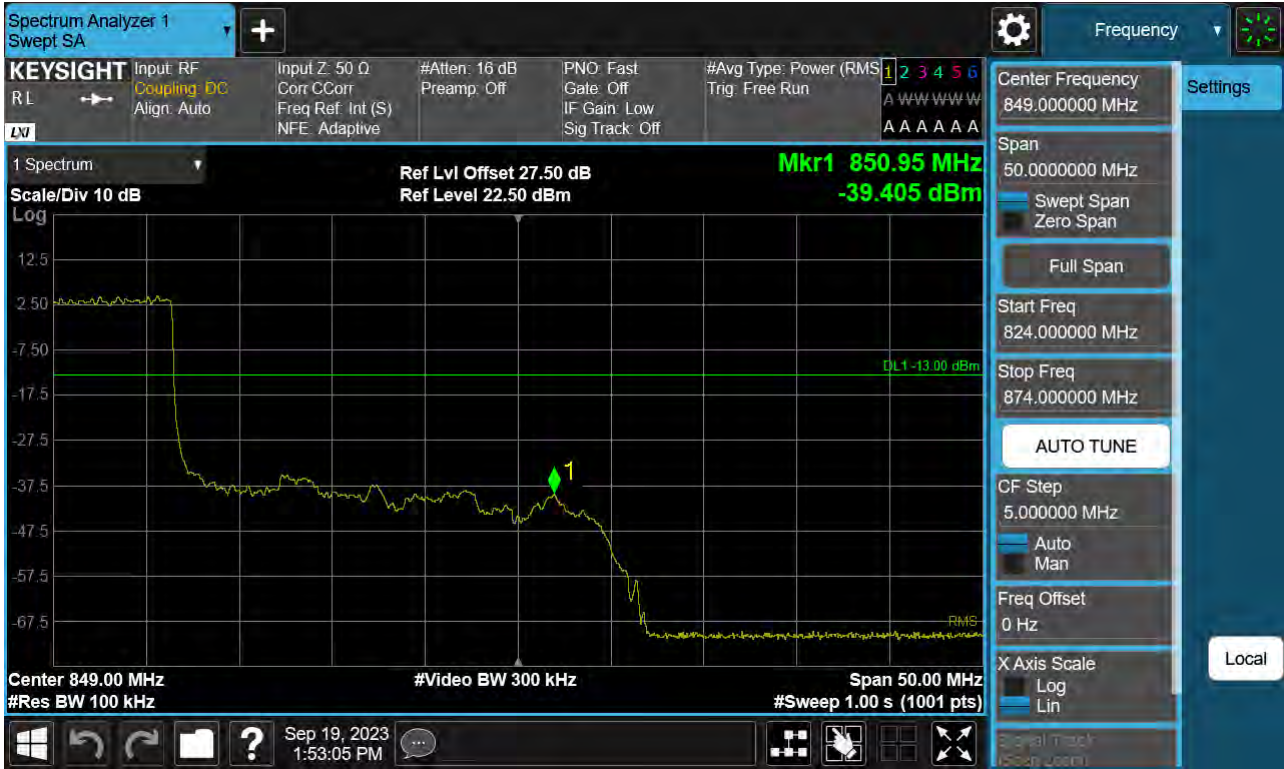 Spectrum Analyzer 1
Swept SA
Frequency
KEYSIGHT
RL
LXI
Input: RF
Coupling: DC
Align: Auto
Input Z: 50 Ω
Corr CCorr
Freq Ref: Int (S)
NFE: Adaptive
#Atten: 16 dB
Preamp: Off
PNO: Fast
Gate: Off
IF Gain: Low
Sig Track: Off
#Avg Type: Power (RMS
Trig: Free Run
1 2 3 4 5 6
A W W W W W
A A A A A A
1 Spectrum
Scale/Div 10 dB
Log
Ref Lvl Offset 27.50 dB
Ref Level 22.50 dBm
Mkr1 850.95 MHz
-39.405 dBm
12.5
2.50
-7.50
DL1 -13.00 dBm
-17.5
-27.5
1
-37.5
-47.5
-57.5
-67.5
RMS
Center 849.00 MHz
#Video BW 300 kHz
Span 50.00 MHz
#Res BW 100 kHz
#Sweep 1.00 s (1001 pts)
Center Frequency
849.000000 MHz
Settings
Span
50.0000000 MHz
Swept Span
Zero Span
Full Span
Start Freq
824.000000 MHz
Stop Freq
874.000000 MHz
AUTO TUNE
CF Step
5.000000 MHz
Auto
Man
Freq Offset
0 Hz
X Axis Scale
Log
Lin
Local
Signal Track
(Span Zoom)
?
Sep 19, 2023
1:53:05 PM